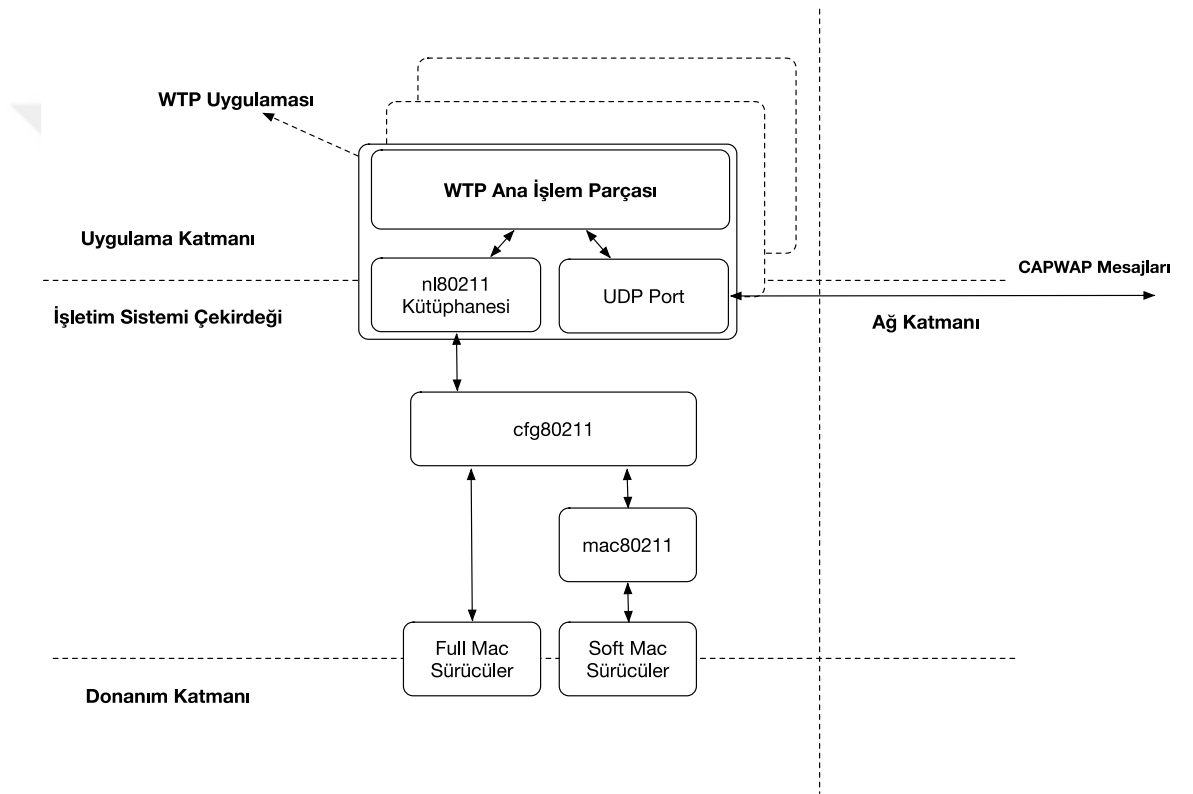 WTP Uygulaması
WTP Ana İşlem Parçası
Uygulama Katmanı
nl80211
Kütüphanesi
UDP Port
CAPWAP Mesajları
İşletim Sistemi Çekirdeği
Ağ Katmanı
cfg80211
mac80211
Full Mac
Sürücüler
Soft Mac
Sürücüler
Donanım Katmanı